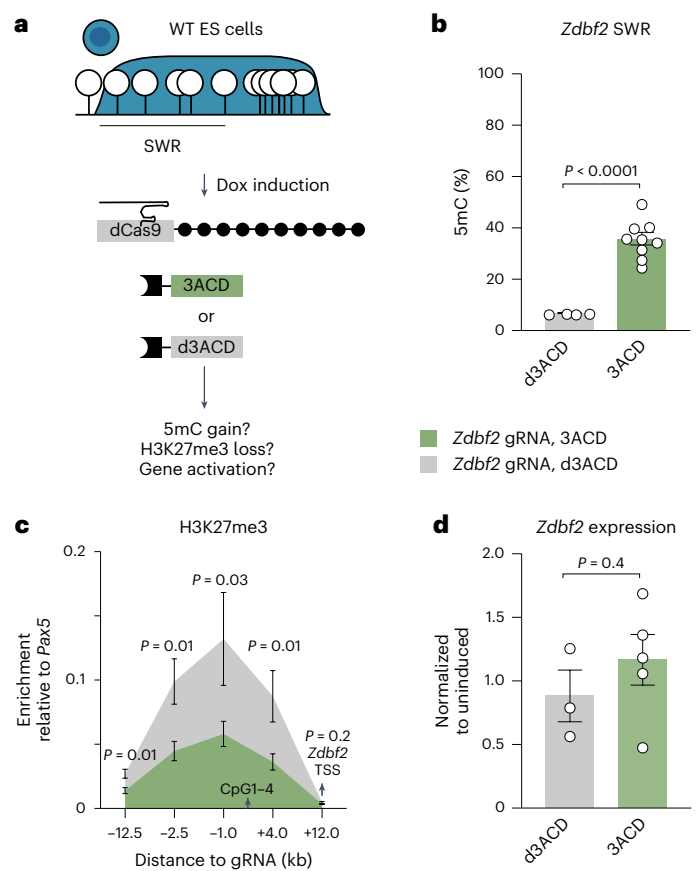 a
WT ES cells
SWR
Dox induction
dCas9
3ACD
or
d3ACD
5mC gain?
H3K27me3 loss?
Gene activation?
b
Zdbf2 SWR
100
80
60
40
20
0
5mC (%)
P < 0.0001
d3ACD
3ACD
Zdbf2 gRNA, 3ACD
Zdbf2 gRNA, d3ACD
c
H3K27me3
0.2
0.1
0
Enrichment
relative to Pax5
P = 0.01
P = 0.01
P = 0.03
P = 0.01
P = 0.2
Zdbf2
TSS
CpG1–4
−12.5
−2.5
−1.0
+4.0
+12.0
Distance to gRNA (kb)
d
Zdbf2 expression
2.0
1.5
1.0
0.5
0
Normalized
to uninduced
P = 0.4
d3ACD
3ACD